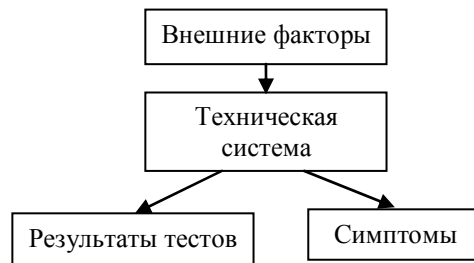 Внешние факторы
Техническая
система
Результаты тестов
Симптомы